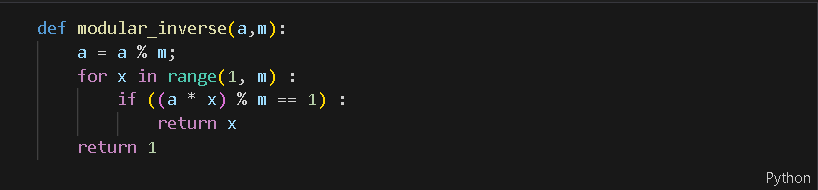 def modular_inverse(a,m):
    a = a % m;
    for x in range(1, m) :
        if ((a * x) % m == 1) :
            return x
    return 1
Python